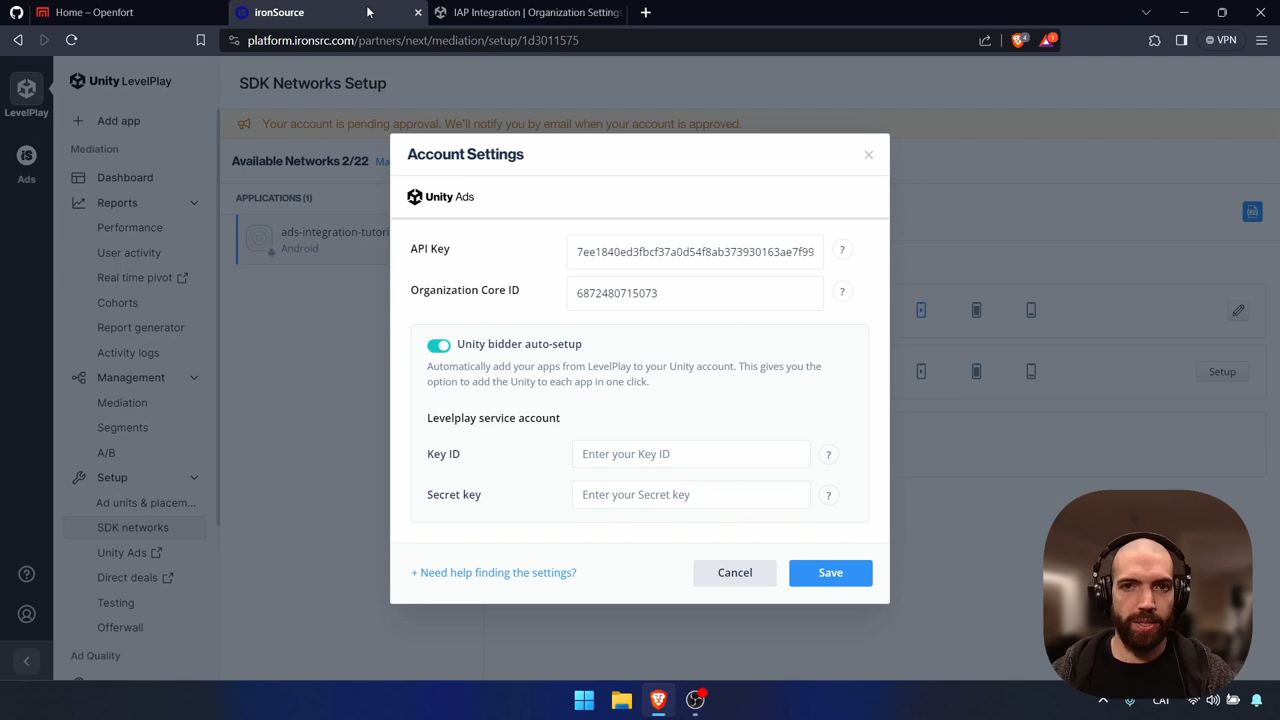 Home – Openfort
ironSource
IAP Integration | Organization Settings
platform.ironsrc.com/partners/next/mediation/setup/1d3011575
4
VPN
LevelPlay
iS
Ads
Unity LevelPlay
Add app
Mediation
Dashboard
Reports
Performance
User activity
Real time pivot
Cohorts
Report generator
Activity logs
Management
Mediation
Segments
A/B
Setup
Ad units & placem...
SDK networks
Unity Ads
Direct deals
Testing
Offerwall
Ad Quality
SDK Networks Setup
Your account is pending approval. We'll notify you by email when your account is approved.
Available Networks 2/22
APPLICATIONS (1)
ads-integration-tutori
Android
Setup
Account Settings
Unity Ads
API Key
7ee1840ed3fbcf37a0d54f8ab373930163ae7f99
?
Organization Core ID
6872480715073
?
Unity bidder auto-setup
Automatically add your apps from LevelPlay to your Unity account. This gives you the
option to add the Unity to each app in one click.
Levelplay service account
Key ID
Enter your Key ID
?
Secret key
Enter your Secret key
?
+ Need help finding the settings?
Cancel
Save
CAT